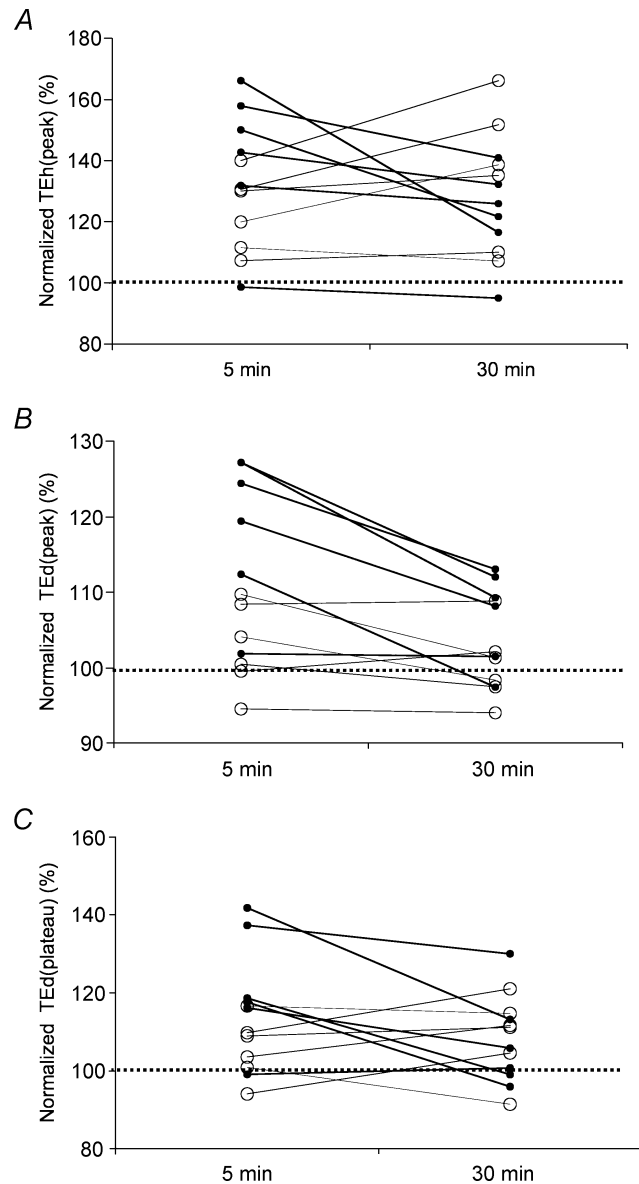 A
Normalized TEh(peak) (%)
180
160
140
120
100
80
5 min
30 min
B
Normalized TEd(peak) (%)
130
120
110
100
90
5 min
30 min
C
Normalized TEd(plateau) (%)
160
140
120
100
80
5 min
30 min